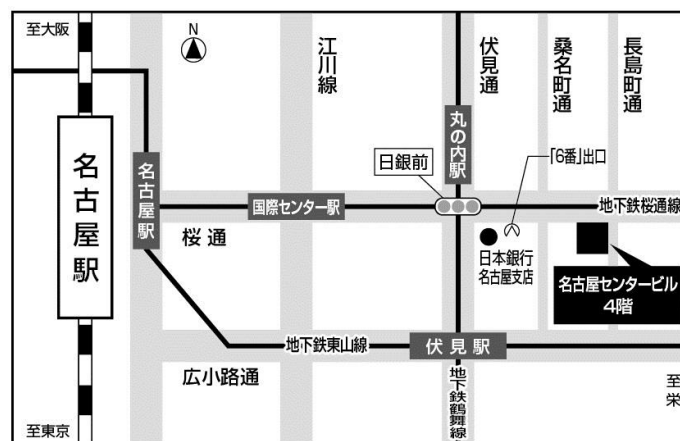 至大阪
N
江川線
伏見通
桑名町通
長島町通
丸の内駅
日銀前
「6番」出口
名古屋駅
名古屋駅
国際センター駅
地下鉄桜通線
桜通
日本銀行
名古屋支店
名古屋センタービル
4階
地下鉄東山線
伏見駅
広小路通
地下鉄鶴舞線
至栄
至東京